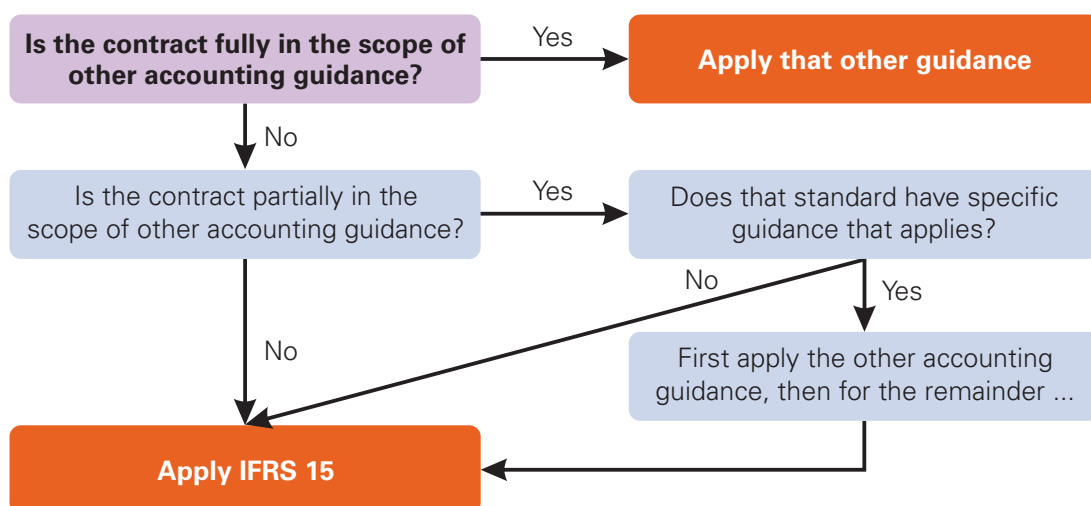 Is the contract fully in the scope of
other accounting guidance?
Yes
Apply that other guidance
No
Is the contract partially in the
scope of other accounting guidance?
Yes
Does that standard have specific
guidance that applies?
No
No
Yes
First apply the other accounting
guidance, then for the remainder ...
Apply IFRS 15